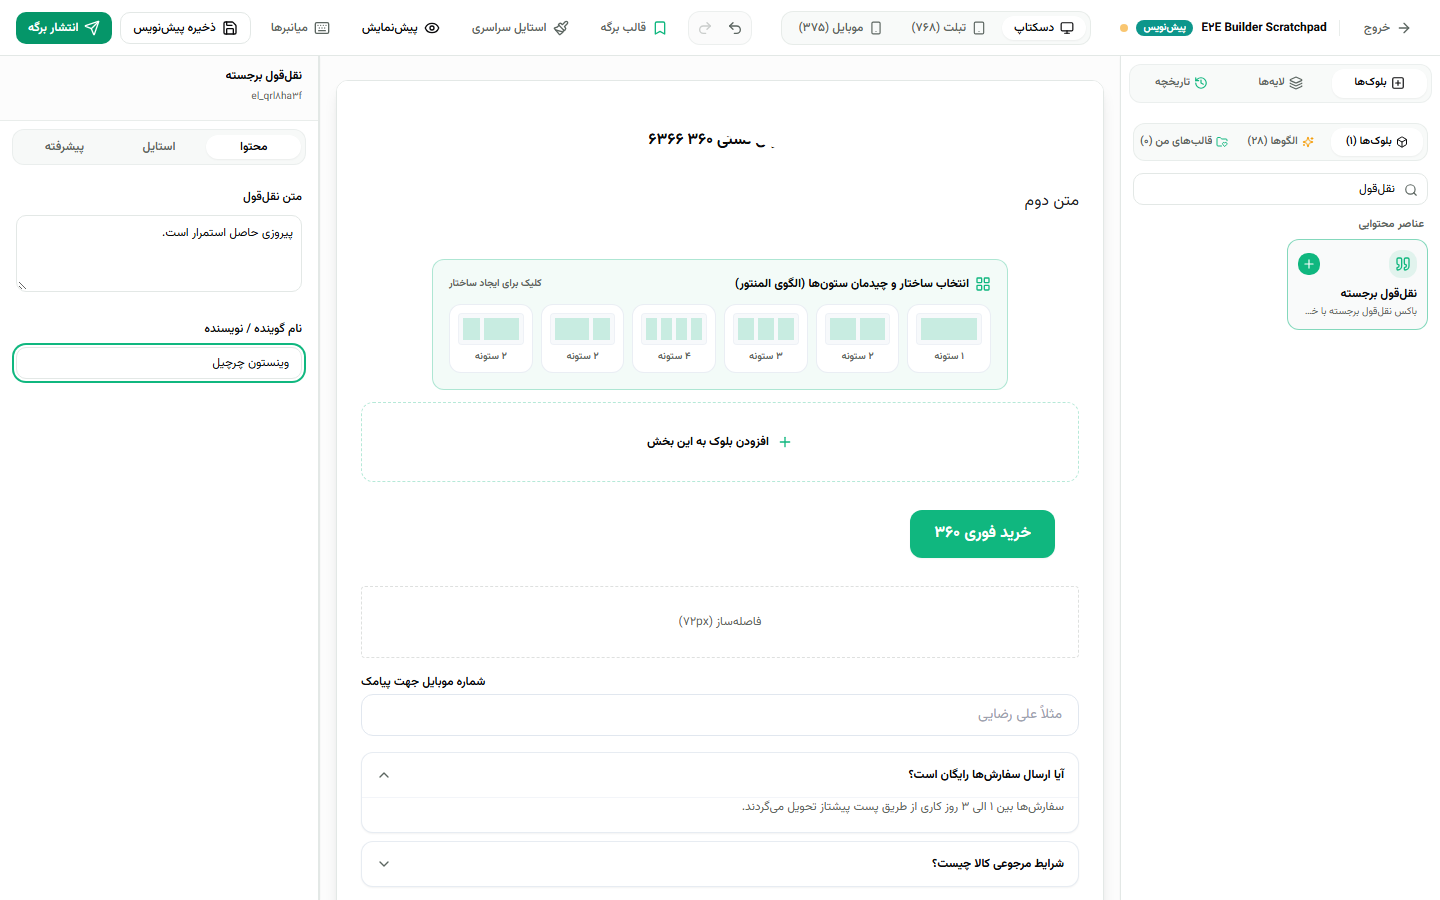 خروج
E۲E Builder Scratchpad
پیش‌نویس
دسکتاپ
تبلت (۷۶۸)
موبایل (۳۷۵)
قالب برگه
استایل سراسری
پیش‌نمایش
میانبرها
ذخیره پیش‌نویس
انتشار برگه
بلوک‌ها
لایه‌ها
تاریخچه
بلوک‌ها (۱)
الگوها (۲۸)
قالب‌های من (۰)
نقل‌قول
عناصر محتوایی
نقل‌قول برجسته
باکس نقل‌قول برجسته با خ...
۳۶۰ ۶۳۶۶
متن دوم
انتخاب ساختار و چیدمان ستون‌ها (الگوی المنتور)
کلیک برای ایجاد ساختار
۱ ستونه
۲ ستونه
۳ ستونه
۴ ستونه
۲ ستونه
۲ ستونه
افزودن بلوک به این بخش
خرید فوری ۳۶۰
فاصله‌ساز (۷۲px)
شماره موبایل جهت پیامک
مثلاً علی رضایی
آیا ارسال سفارش‌ها رایگان است؟
سفارش‌ها بین ۱ الی ۳ روز کاری از طریق پست پیشتاز تحویل می‌گردند.
شرایط مرجوعی کالا چیست؟
نقل‌قول برجسته
el_qrl۸ha۳f
محتوا
استایل
پیشرفته
متن نقل‌قول
پیروزی حاصل استمرار است.
نام گوینده / نویسنده
وینستون چرچیل